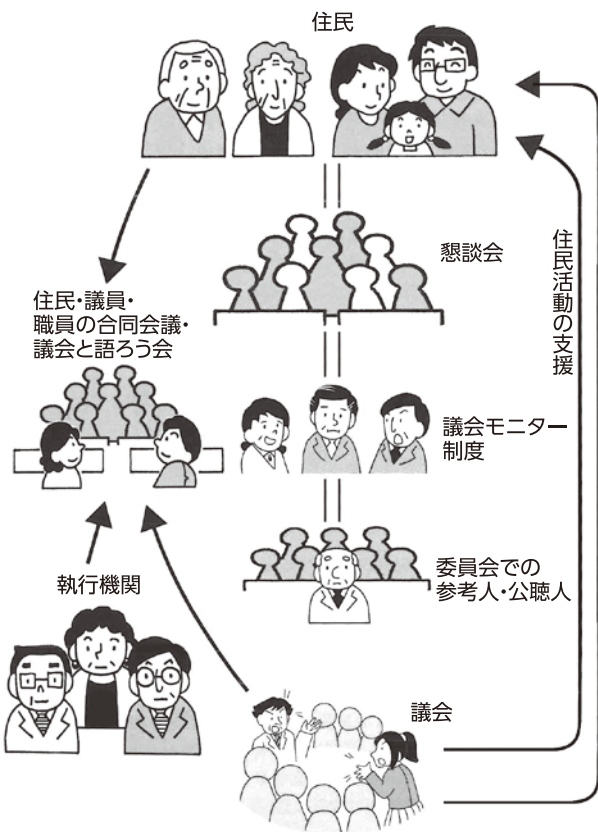 住民
懇談会
住民活動の支援
住民・議員・
職員の合同会議・
議会と語ろう会
議会モニター
制度
委員会での
参考人・公聴人
執行機関
議会